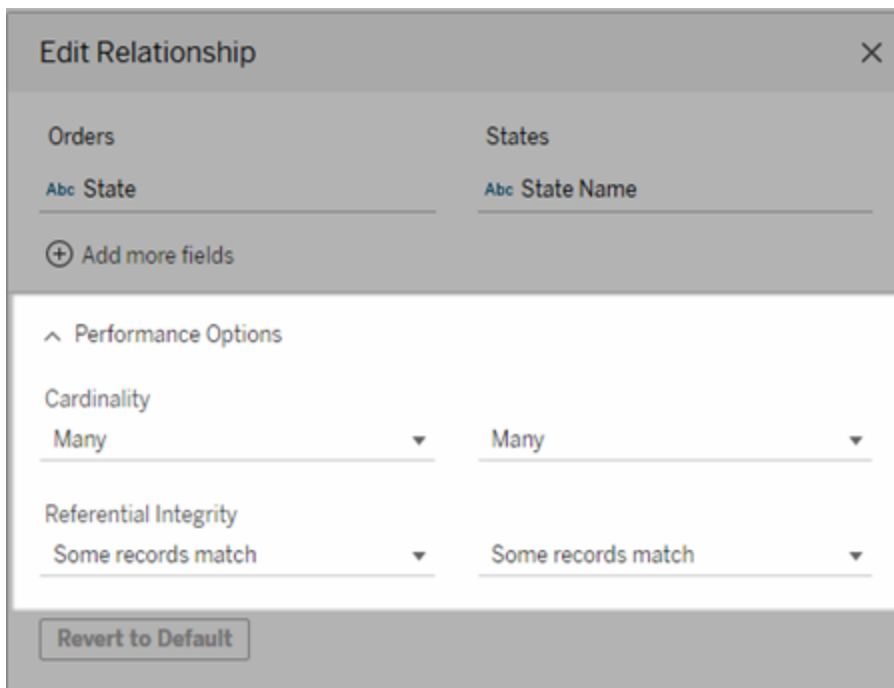 Edit Relationship
Orders States
Abc State Abc State Name
Add more fields
Performance Options
Cardinality
Many Many
Referential Integrity
Some records match Some records match
Revert to Default